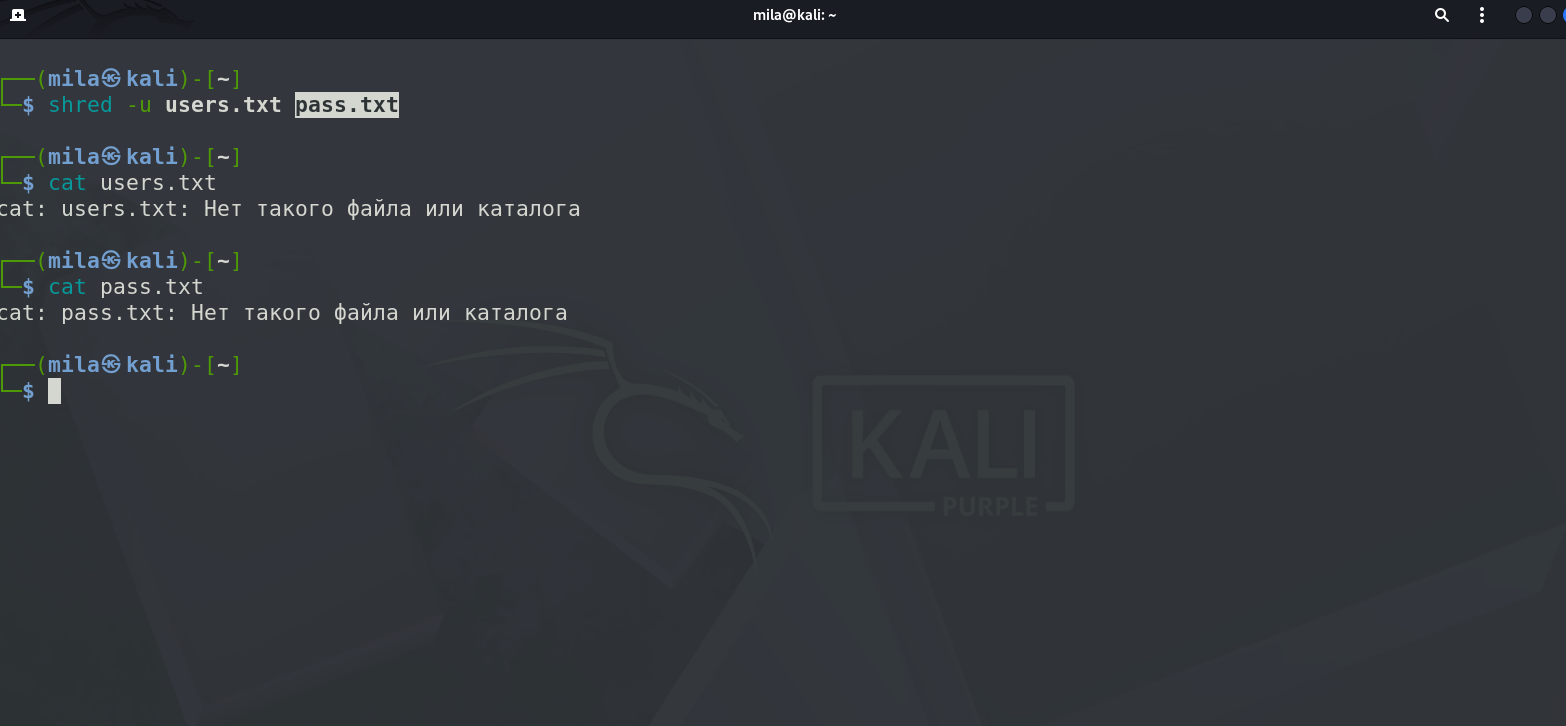 mila@kali: ~
┌──(mila㉿kali)-[~]
└─$ shred -u users.txt pass.txt
┌──(mila㉿kali)-[~]
└─$ cat users.txt
cat: users.txt: Нет такого файла или каталога
┌──(mila㉿kali)-[~]
└─$ cat pass.txt
cat: pass.txt: Нет такого файла или каталога
┌──(mila㉿kali)-[~]
└─$
KALI
PURPLE